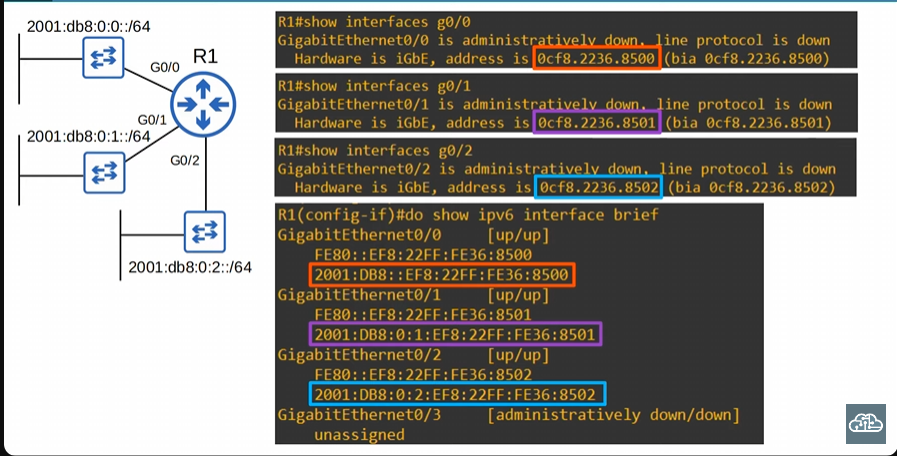 2001:db8:0:0::/64
G0/0
R1
G0/1
2001:db8:0:1::/64
G0/2
2001:db8:0:2::/64
R1#show interfaces g0/0
GigabitEthernet0/0 is administratively down, line protocol is down
Hardware is iGbE, address is 0cf8.2236.8500 (bia 0cf8.2236.8500)
R1#show interfaces g0/1
GigabitEthernet0/1 is administratively down, line protocol is down
Hardware is iGbE, address is 0cf8.2236.8501 (bia 0cf8.2236.8501)
R1#show interfaces g0/2
GigabitEthernet0/2 is administratively down, line protocol is down
Hardware is iGbE, address is 0cf8.2236.8502 (bia 0cf8.2236.8502)
R1(config-if)#do show ipv6 interface brief
GigabitEthernet0/0 [up/up]
FE80::EF8:22FF:FE36:8500
2001:DB8::EF8:22FF:FE36:8500
GigabitEthernet0/1 [up/up]
FE80::EF8:22FF:FE36:8501
2001:DB8:0:1:EF8:22FF:FE36:8501
GigabitEthernet0/2 [up/up]
FE80::EF8:22FF:FE36:8502
2001:DB8:0:2:EF8:22FF:FE36:8502
GigabitEthernet0/3 [administratively down/down]
unassigned